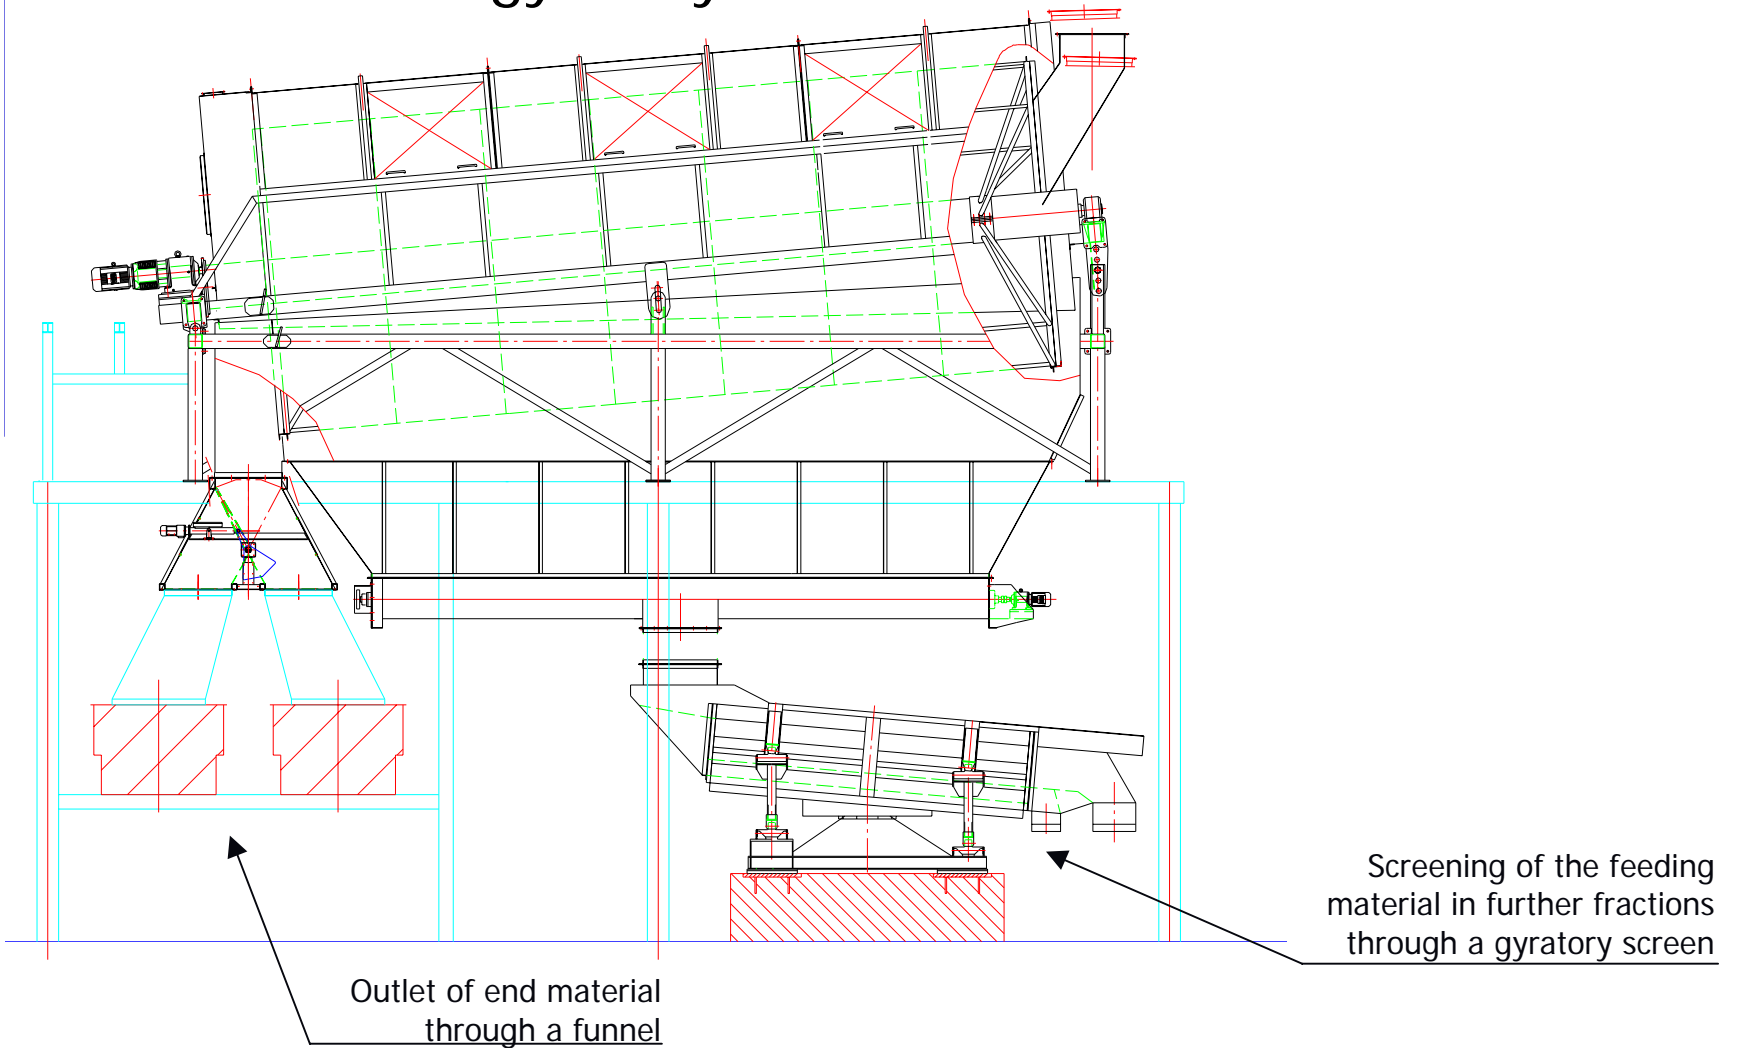 Screening of the feeding
material in further fractions
through a gyratory screen
Outlet of end material
through a funnel